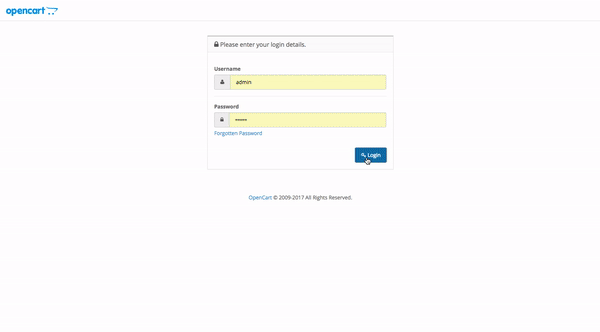 opencart
Please enter your login details.
Username
admin
Password
••••••
Forgotten Password
Login
OpenCart © 2009-2017 All Rights Reserved.